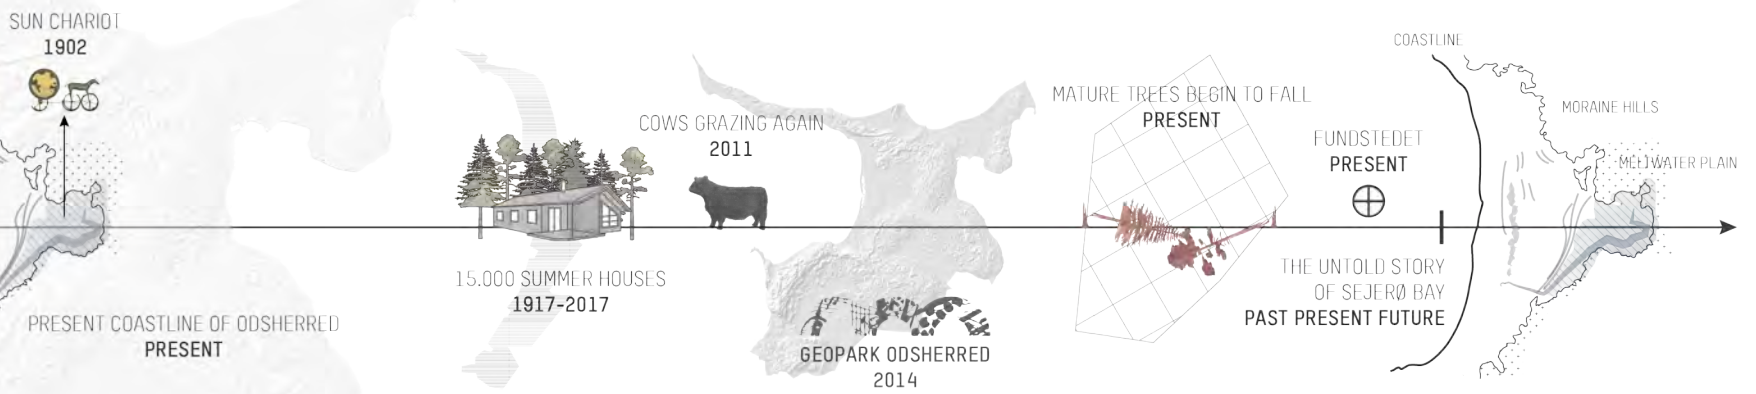 SUN CHARIOT
1902
PRESENT COASTLINE OF ODSHERRED
PRESENT
15.000 SUMMER HOUSES
1917-2017
COWS GRAZING AGAIN
2011
GEOPARK ODSHERRED
2014
MATURE TREES BEGIN TO FALL
PRESENT
FUNDSTEDET
PRESENT
THE UNTOLD STORY
OF SEJERØ BAY
PAST PRESENT FUTURE
COASTLINE
MORAINE HILLS
MELTWATER PLAIN